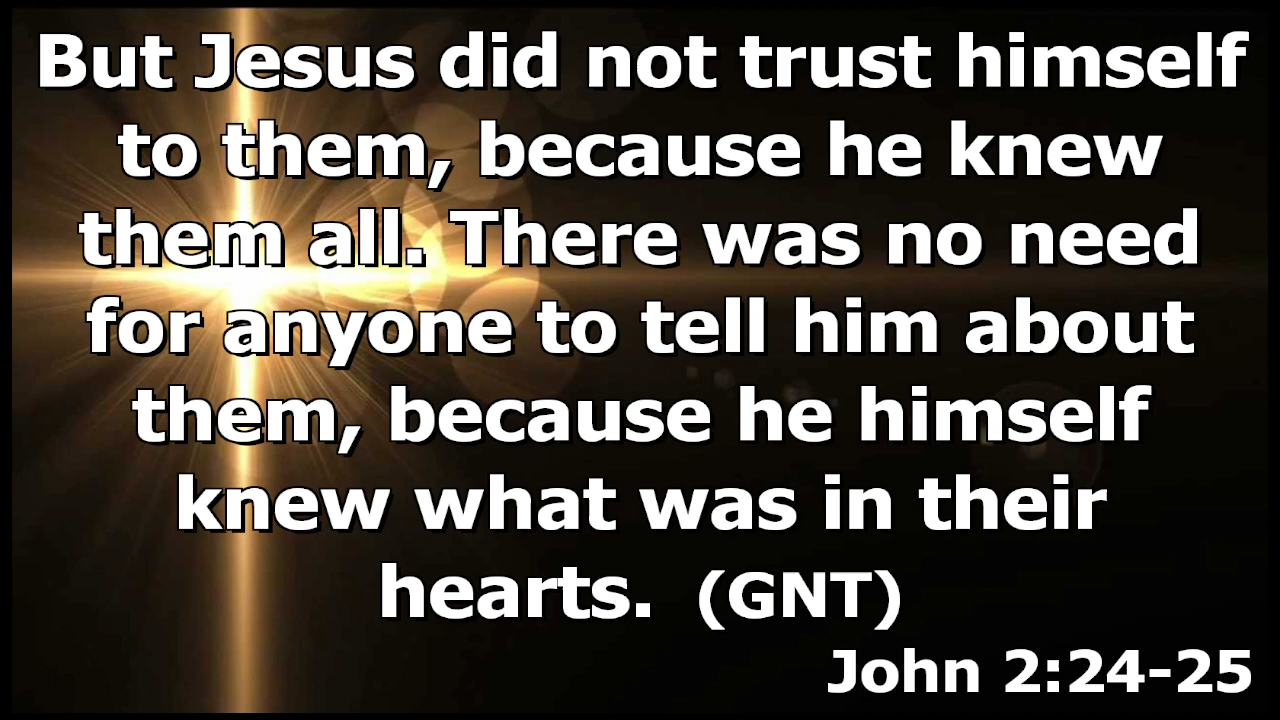 But Jesus did not trust himself
to them, because he knew
them all. There was no need
for anyone to tell him about
them, because he himself
knew what was in their
hearts. (GNT)
John 2:24-25